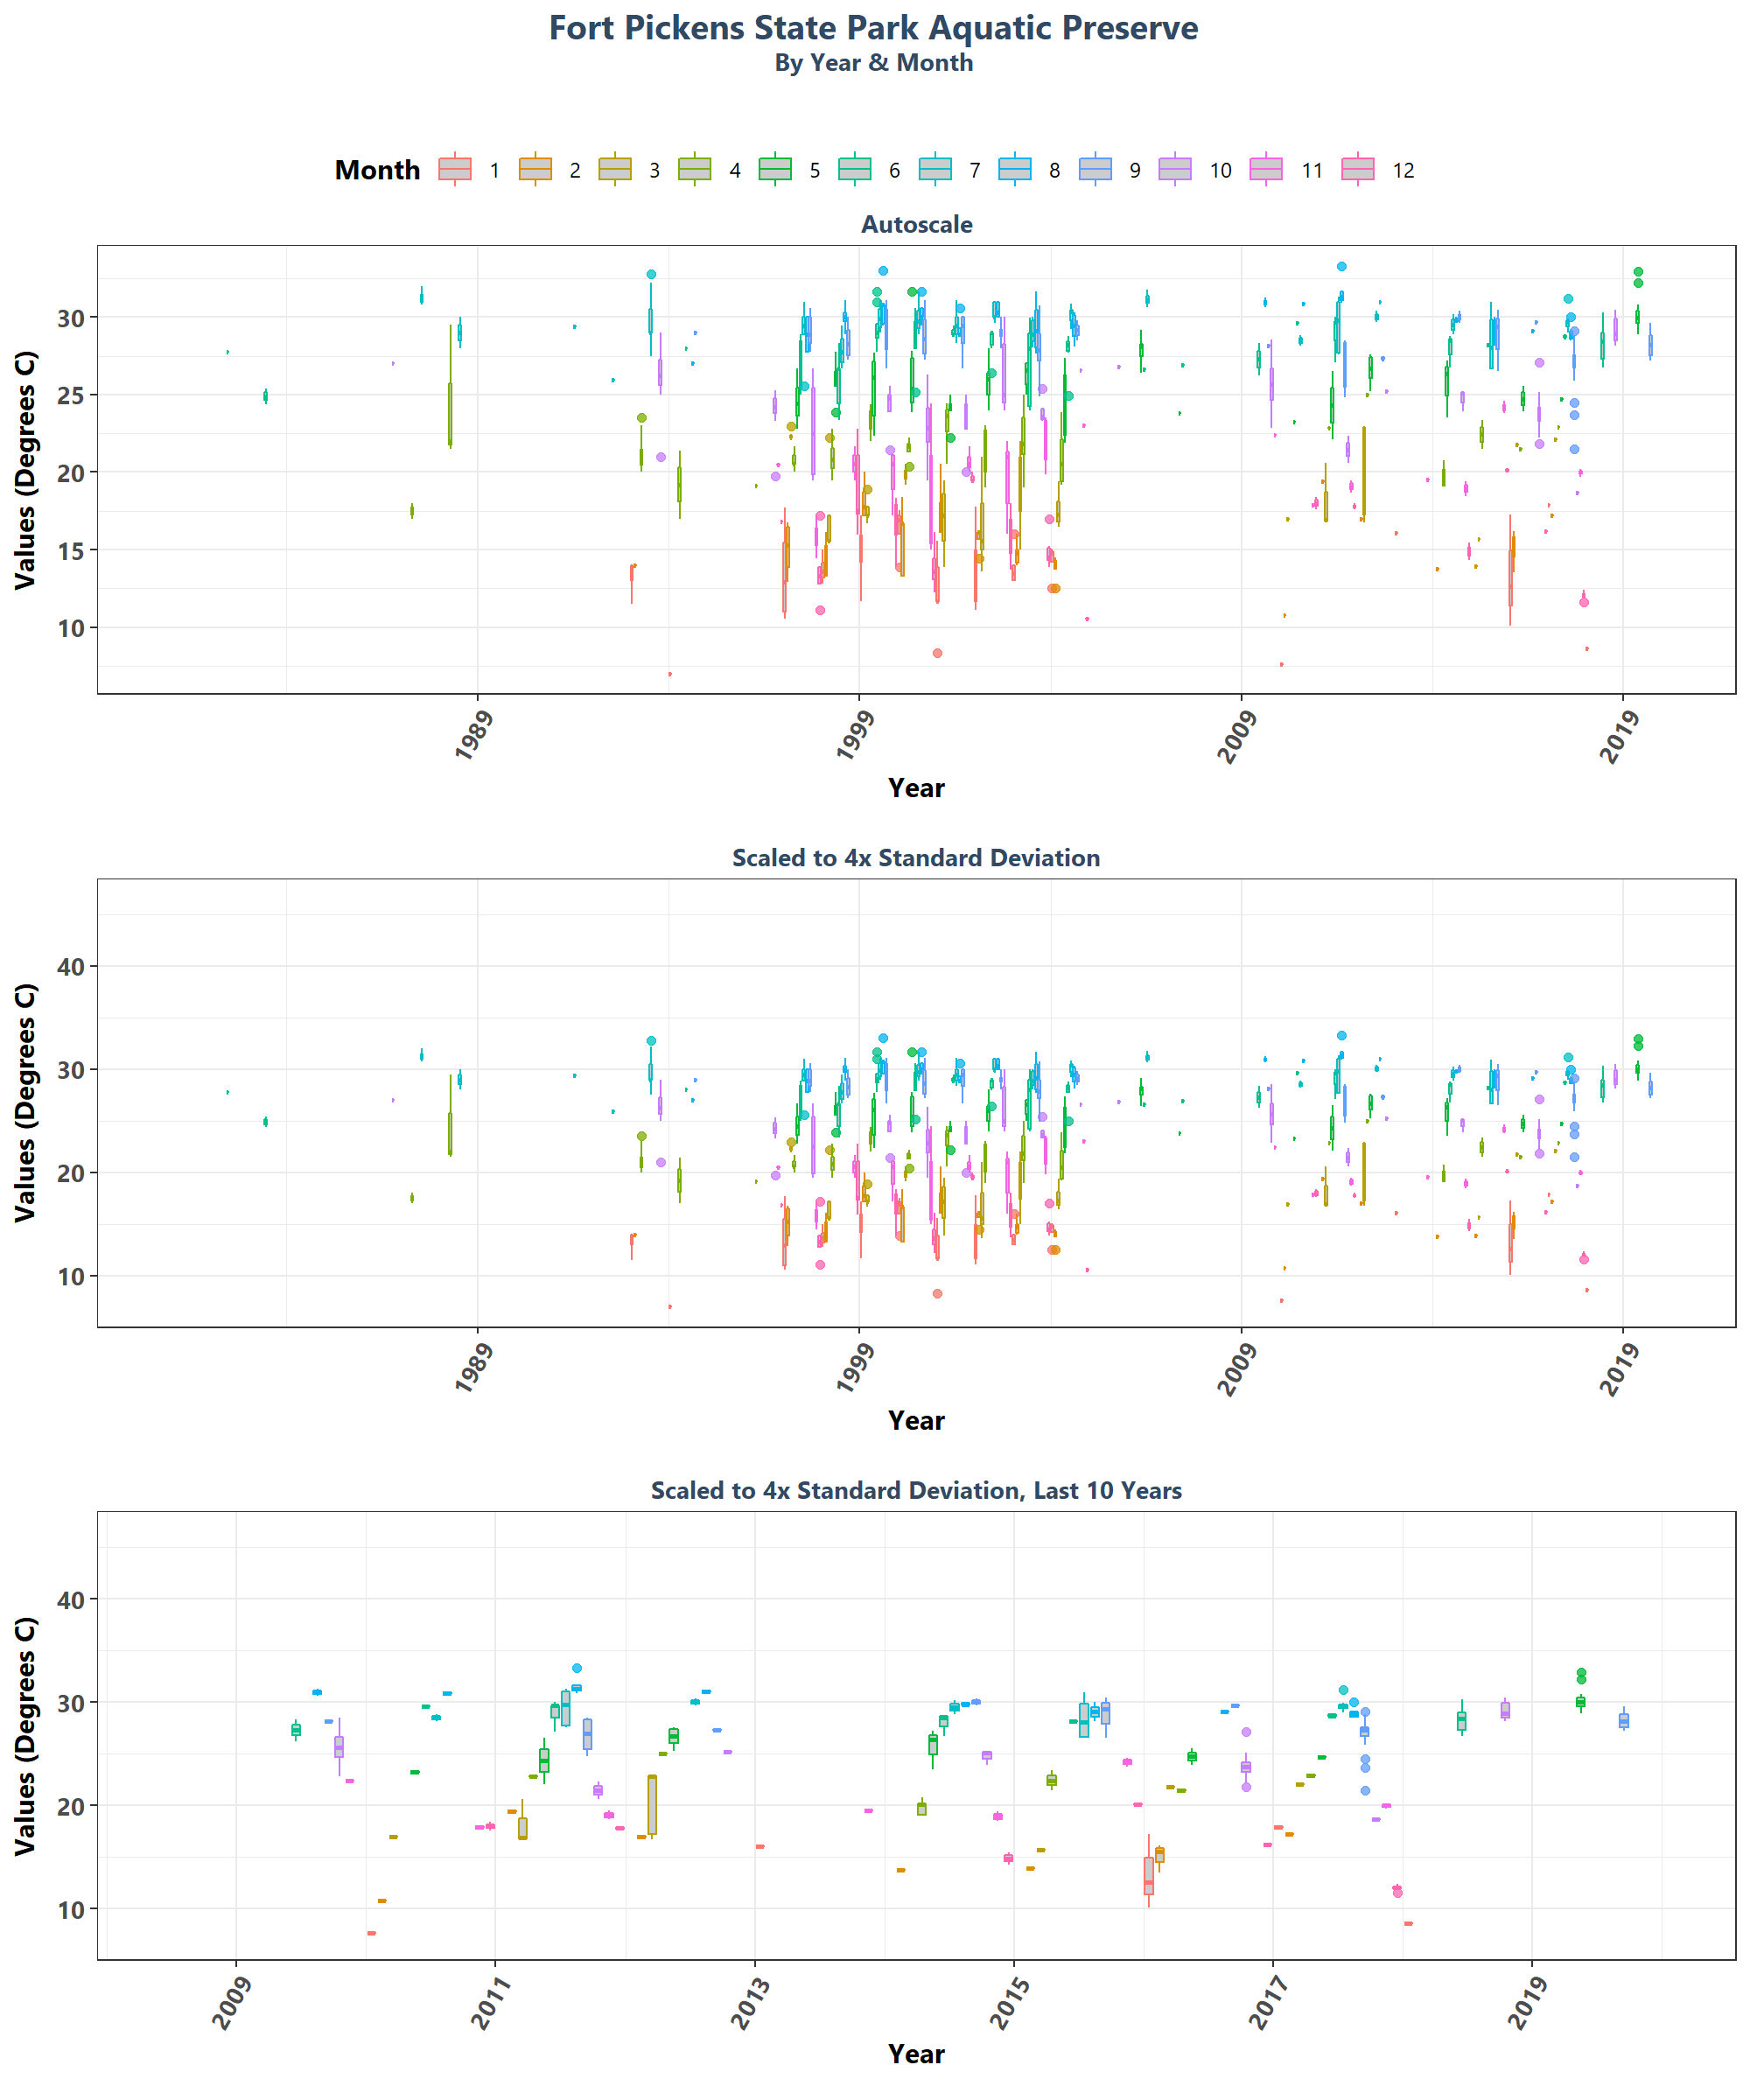 Fort Pickens State Park Aquatic Preserve
By Year & Month
Month 1 2 3 4 5 6 7 8 9 10 11 12
Autoscale
Values (Degrees C)
30
25
20
15
10
1989 1999 2009 2019
Year
Scaled to 4x Standard Deviation
Values (Degrees C)
40
30
20
10
1989 1999 2009 2019
Year
Scaled to 4x Standard Deviation, Last 10 Years
Values (Degrees C)
40
30
20
10
2009 2011 2013 2015 2017 2019
Year